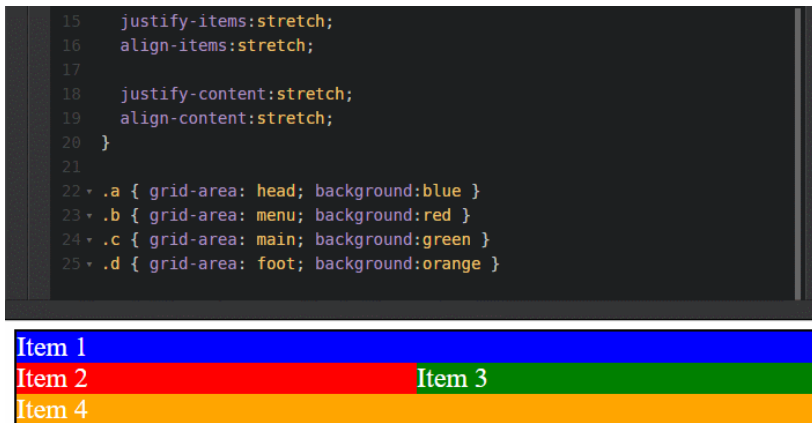 15 justify-items:stretch;
16 align-items:stretch;
17
18 justify-content:stretch;
19 align-content:stretch;
20 }
21
22 .a { grid-area: head; background:blue }
23 .b { grid-area: menu; background:red }
24 .c { grid-area: main; background:green }
25 .d { grid-area: foot; background:orange }
Item 1
Item 2 Item 3
Item 4